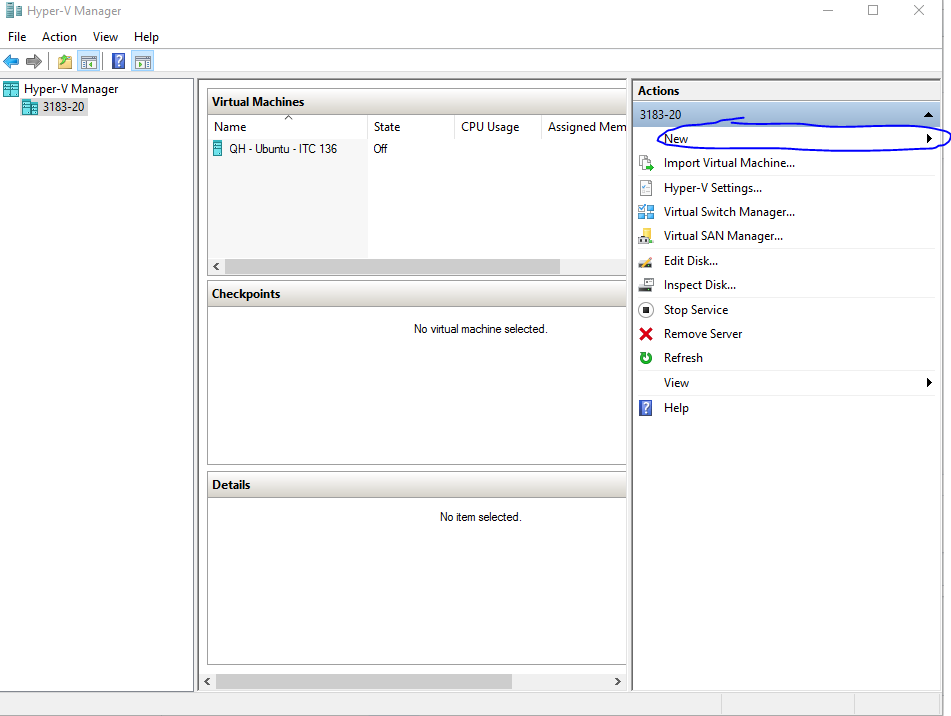 Hyper-V Manager
File Action View Help
Hyper-V Manager
3183-20
Virtual Machines
Name State CPU Usage Assigned Mem
QH - Ubuntu - ITC 136 Off
Checkpoints
No virtual machine selected.
Details
No item selected.
Actions
3183-20
New
Import Virtual Machine...
Hyper-V Settings...
Virtual Switch Manager...
Virtual SAN Manager...
Edit Disk...
Inspect Disk...
Stop Service
Remove Server
Refresh
View
Help